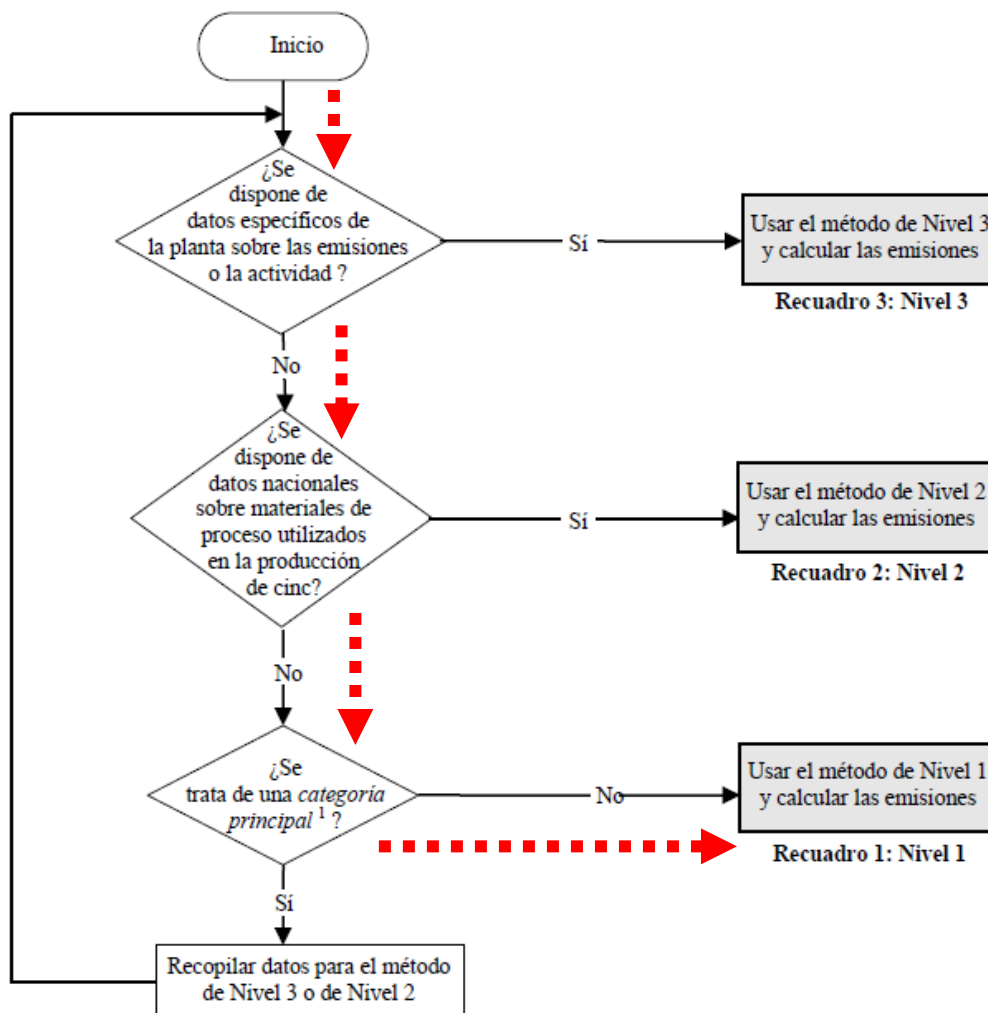 Inicio
¿Se
dispone de
datos específicos de
la planta sobre las emisiones
o la actividad ?
Sí
Usar el método de Nivel 3
y calcular las emisiones
Recuadro 3: Nivel 3
No
¿Se
dispone de
datos nacionales
sobre materiales de
proceso utilizados
en la producción
de cinc?
Sí
Usar el método de Nivel 2
y calcular las emisiones
Recuadro 2: Nivel 2
No
¿Se
trata de una categoría
principal 1 ?
No
Usar el método de Nivel 1
y calcular las emisiones
Recuadro 1: Nivel 1
Sí
Recopilar datos para el método
de Nivel 3 o de Nivel 2